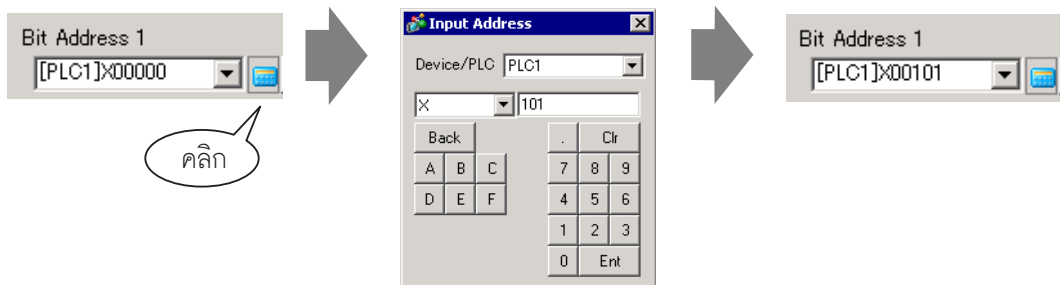 Bit Address 1
[PLC1]X00000
คลิก
Input Address
Device/PLC PLC1
X 101
Back . Clr
A B C 7 8 9
D E F 4 5 6
1 2 3
0 Ent
Bit Address 1
[PLC1]X00101